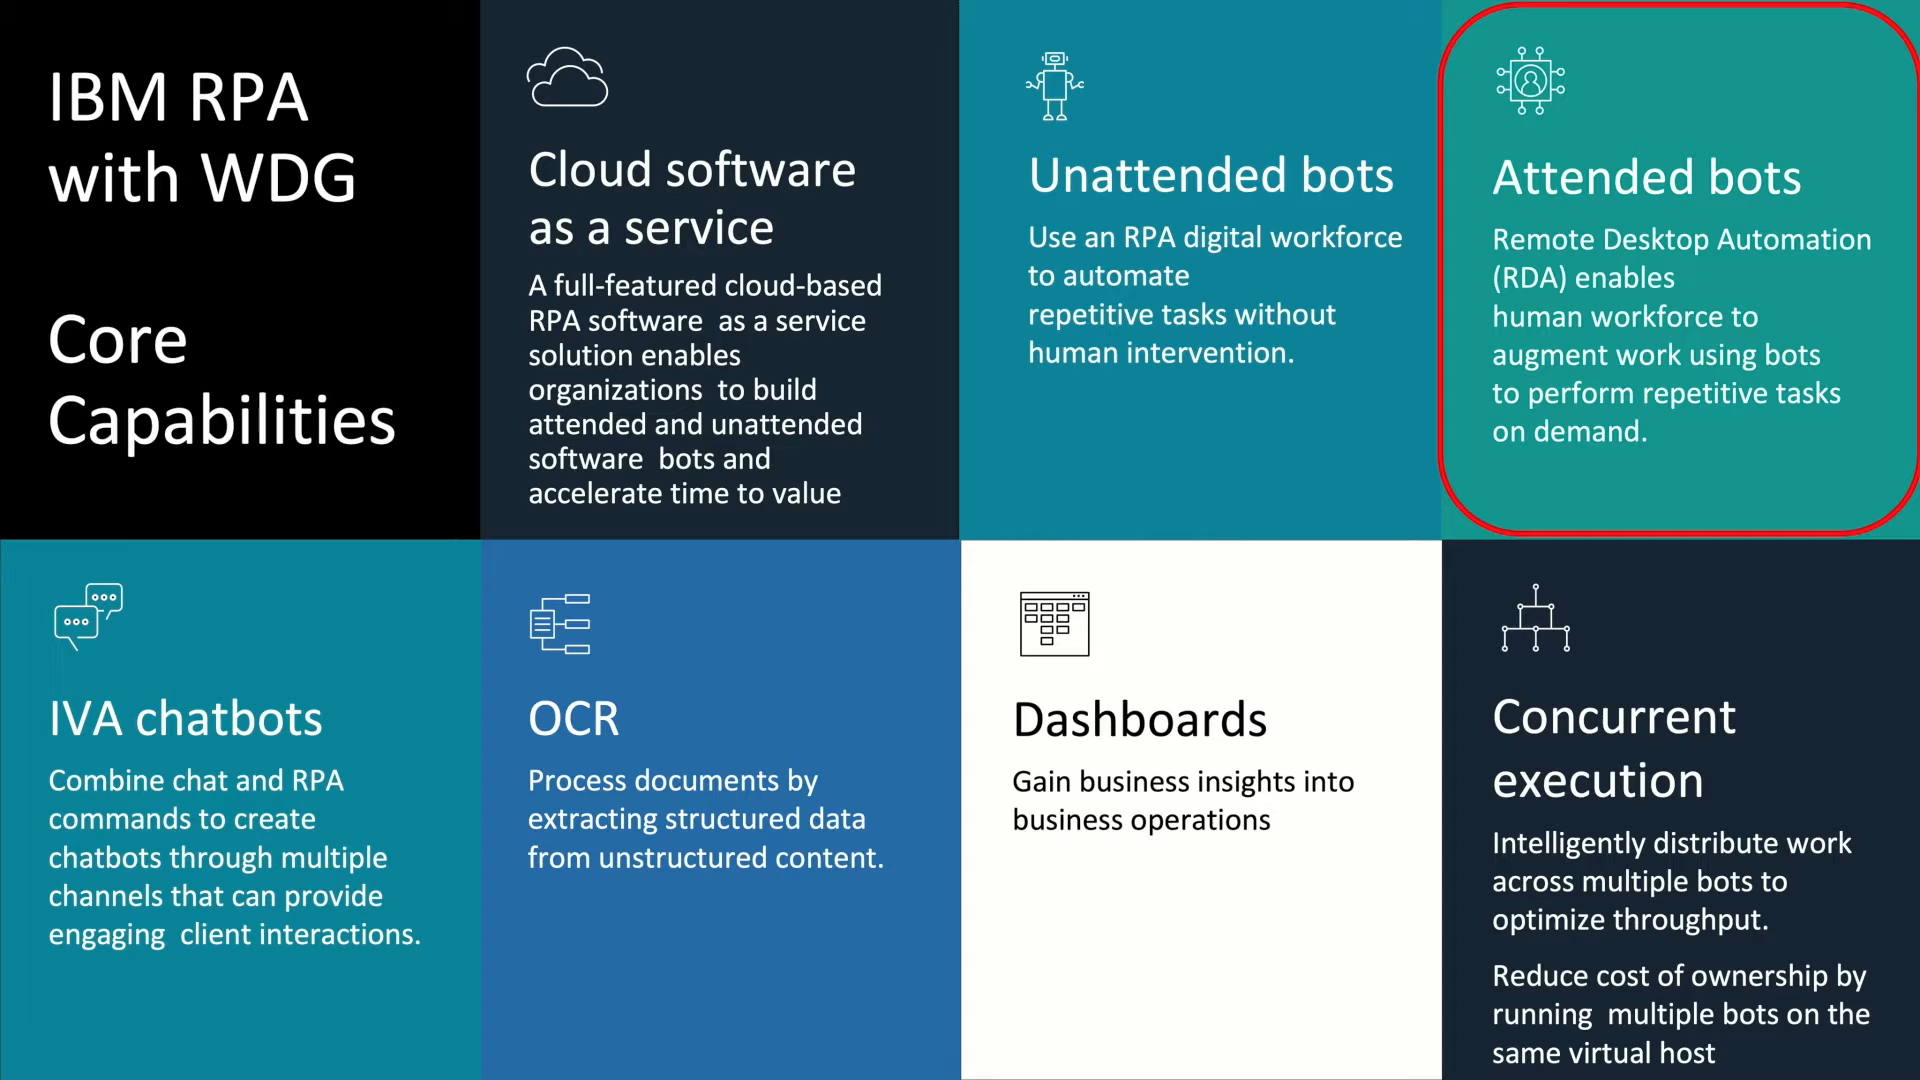 IBM RPA
with WDG
Core
Capabilities
Cloud software
as a service
A full-featured cloud-based
RPA software as a service
solution enables
organizations to build
attended and unattended
software bots and
accelerate time to value
Unattended bots
Use an RPA digital workforce
to automate
repetitive tasks without
human intervention.
Attended bots
Remote Desktop Automation
(RDA) enables
human workforce to
augment work using bots
to perform repetitive tasks
on demand.
IVA chatbots
Combine chat and RPA
commands to create
chatbots through multiple
channels that can provide
engaging client interactions.
OCR
Process documents by
extracting structured data
from unstructured content.
Dashboards
Gain business insights into
business operations
Concurrent
execution
Intelligently distribute work
across multiple bots to
optimize throughput.
Reduce cost of ownership by
running multiple bots on the
same virtual host